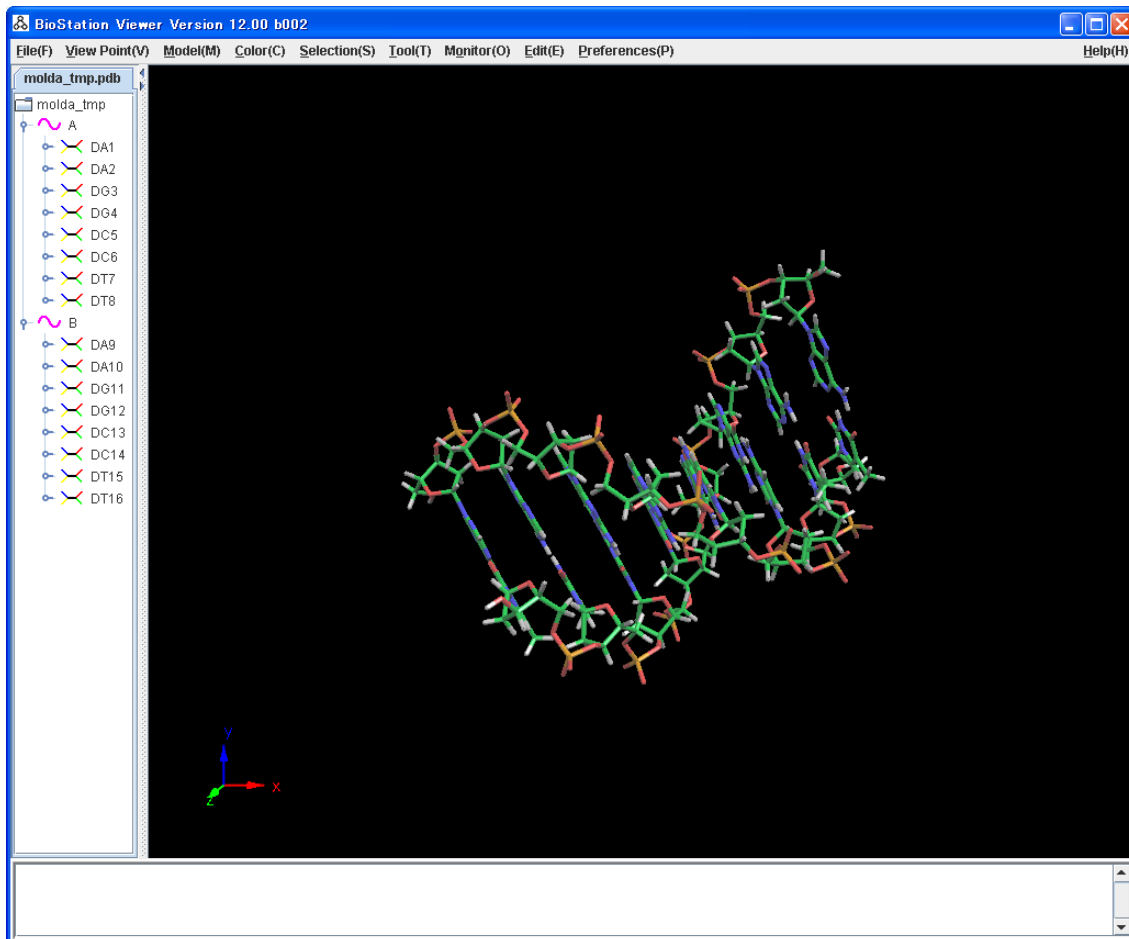 BioStation Viewer Version 12.00 b002
File(F) View Point(V) Model(M) Color(C) Selection(S) Tool(T) Monitor(O) Edit(E) Preferences(P) Help(H)
molda_tmp.pdb
molda_tmp
A
DA1
DA2
DG3
DG4
DC5
DC6
DT7
DT8
B
DA9
DA10
DG11
DG12
DC13
DC14
DT15
DT16
Y
X
Z